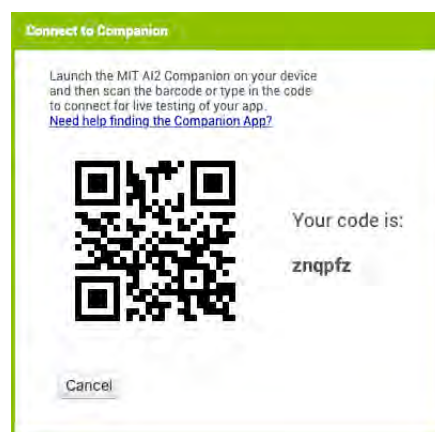 Connect to Companion
Launch the MIT AI2 Companion on your device
and then scan the barcode or type in the code
to connect for live testing of your app.
Need help finding the Companion App?
Your code is:
znqpfz
Cancel